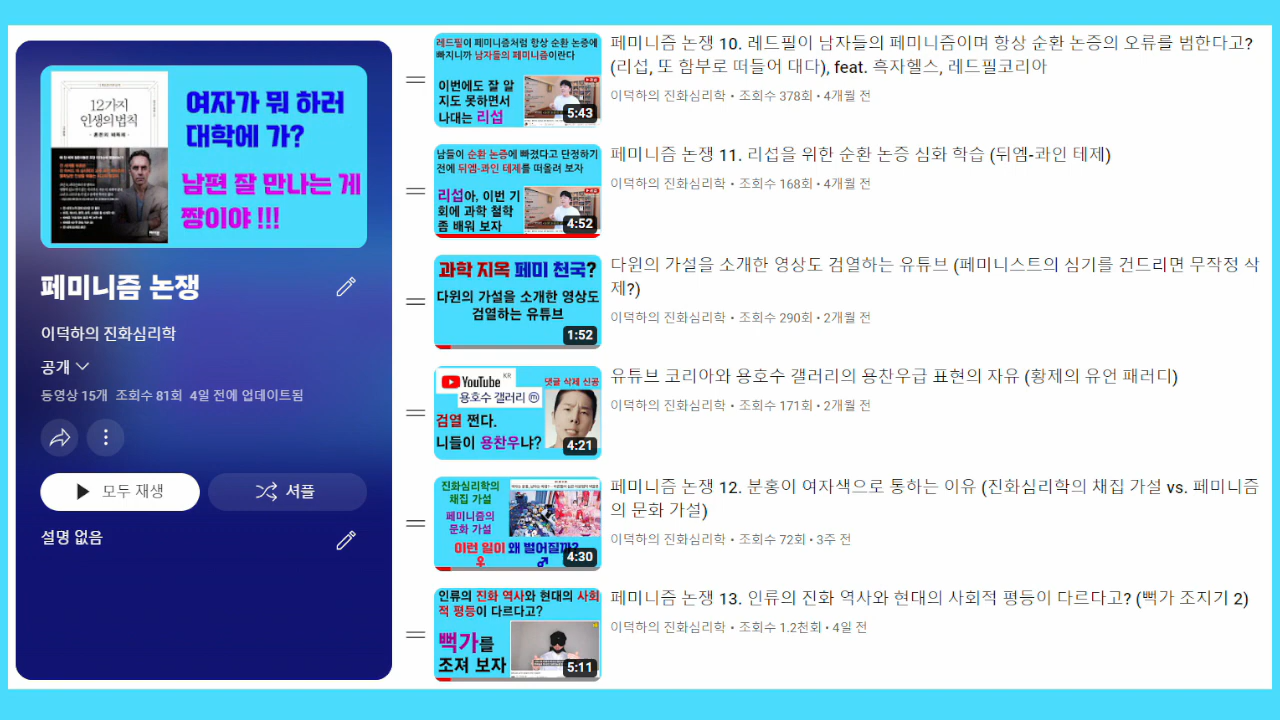 12가지
인생의 법칙
- 혼돈의 해독제 -
여자가 뭐 하러
대학에 가?
남편 잘 만나는 게
짱이야 !!!
페미니즘 논쟁
이덕하의 진화심리학
공개
동영상 15개 조회수 81회 4일 전에 업데이트됨
모두 재생
셔플
설명 없음
레드필이 페미니즘처럼 항상 순환 논증에
빠지니까 남자들의 페미니즘이란다
이번에도 잘 알
지도 못하면서
나대는 리섭
5:43
페미니즘 논쟁 10. 레드필이 남자들의 페미니즘이며 항상 순환 논증의 오류를 범한다고?
(리섭, 또 함부로 떠들어 대다), feat. 흑자헬스, 레드필코리아
이덕하의 진화심리학 • 조회수 378회 • 4개월 전
남들이 순환 논증에 빠졌다고 단정하기
전에 뒤엠-콰인 테제를 떠올려 보자
리섭아, 이번 기
회에 과학 철학
좀 배워 보자
4:52
페미니즘 논쟁 11. 리섭을 위한 순환 논증 심화 학습 (뒤엠-콰인 테제)
이덕하의 진화심리학 • 조회수 168회 • 4개월 전
과학 지옥 페미 천국?
다윈의 가설을 소개한 영상도
검열하는 유튜브
1:52
다윈의 가설을 소개한 영상도 검열하는 유튜브 (페미니스트의 심기를 건드리면 무작정 삭
제?)
이덕하의 진화심리학 • 조회수 290회 • 2개월 전
YouTube KR
댓글 삭제 신공
용호수 갤러리 ⓜ
검열 쩐다.
니들이 용찬우냐?
4:21
유튜브 코리아와 용호수 갤러리의 용찬우급 표현의 자유 (황제의 유언 패러디)
이덕하의 진화심리학 • 조회수 171회 • 2개월 전
진화심리학의
채집 가설
페미니즘의
문화 가설
이런 일이 왜 벌어질까?
♀ ♂
4:30
페미니즘 논쟁 12. 분홍이 여자색으로 통하는 이유 (진화심리학의 채집 가설 vs. 페미니즘
의 문화 가설)
이덕하의 진화심리학 • 조회수 72회 • 3주 전
인류의 진화 역사와 현대의 사회
적 평등이 다르다고?
뻑가를
조져 보자
5:11
페미니즘 논쟁 13. 인류의 진화 역사와 현대의 사회적 평등이 다르다고? (뻑가 조지기 2)
이덕하의 진화심리학 • 조회수 1.2천회 • 4일 전